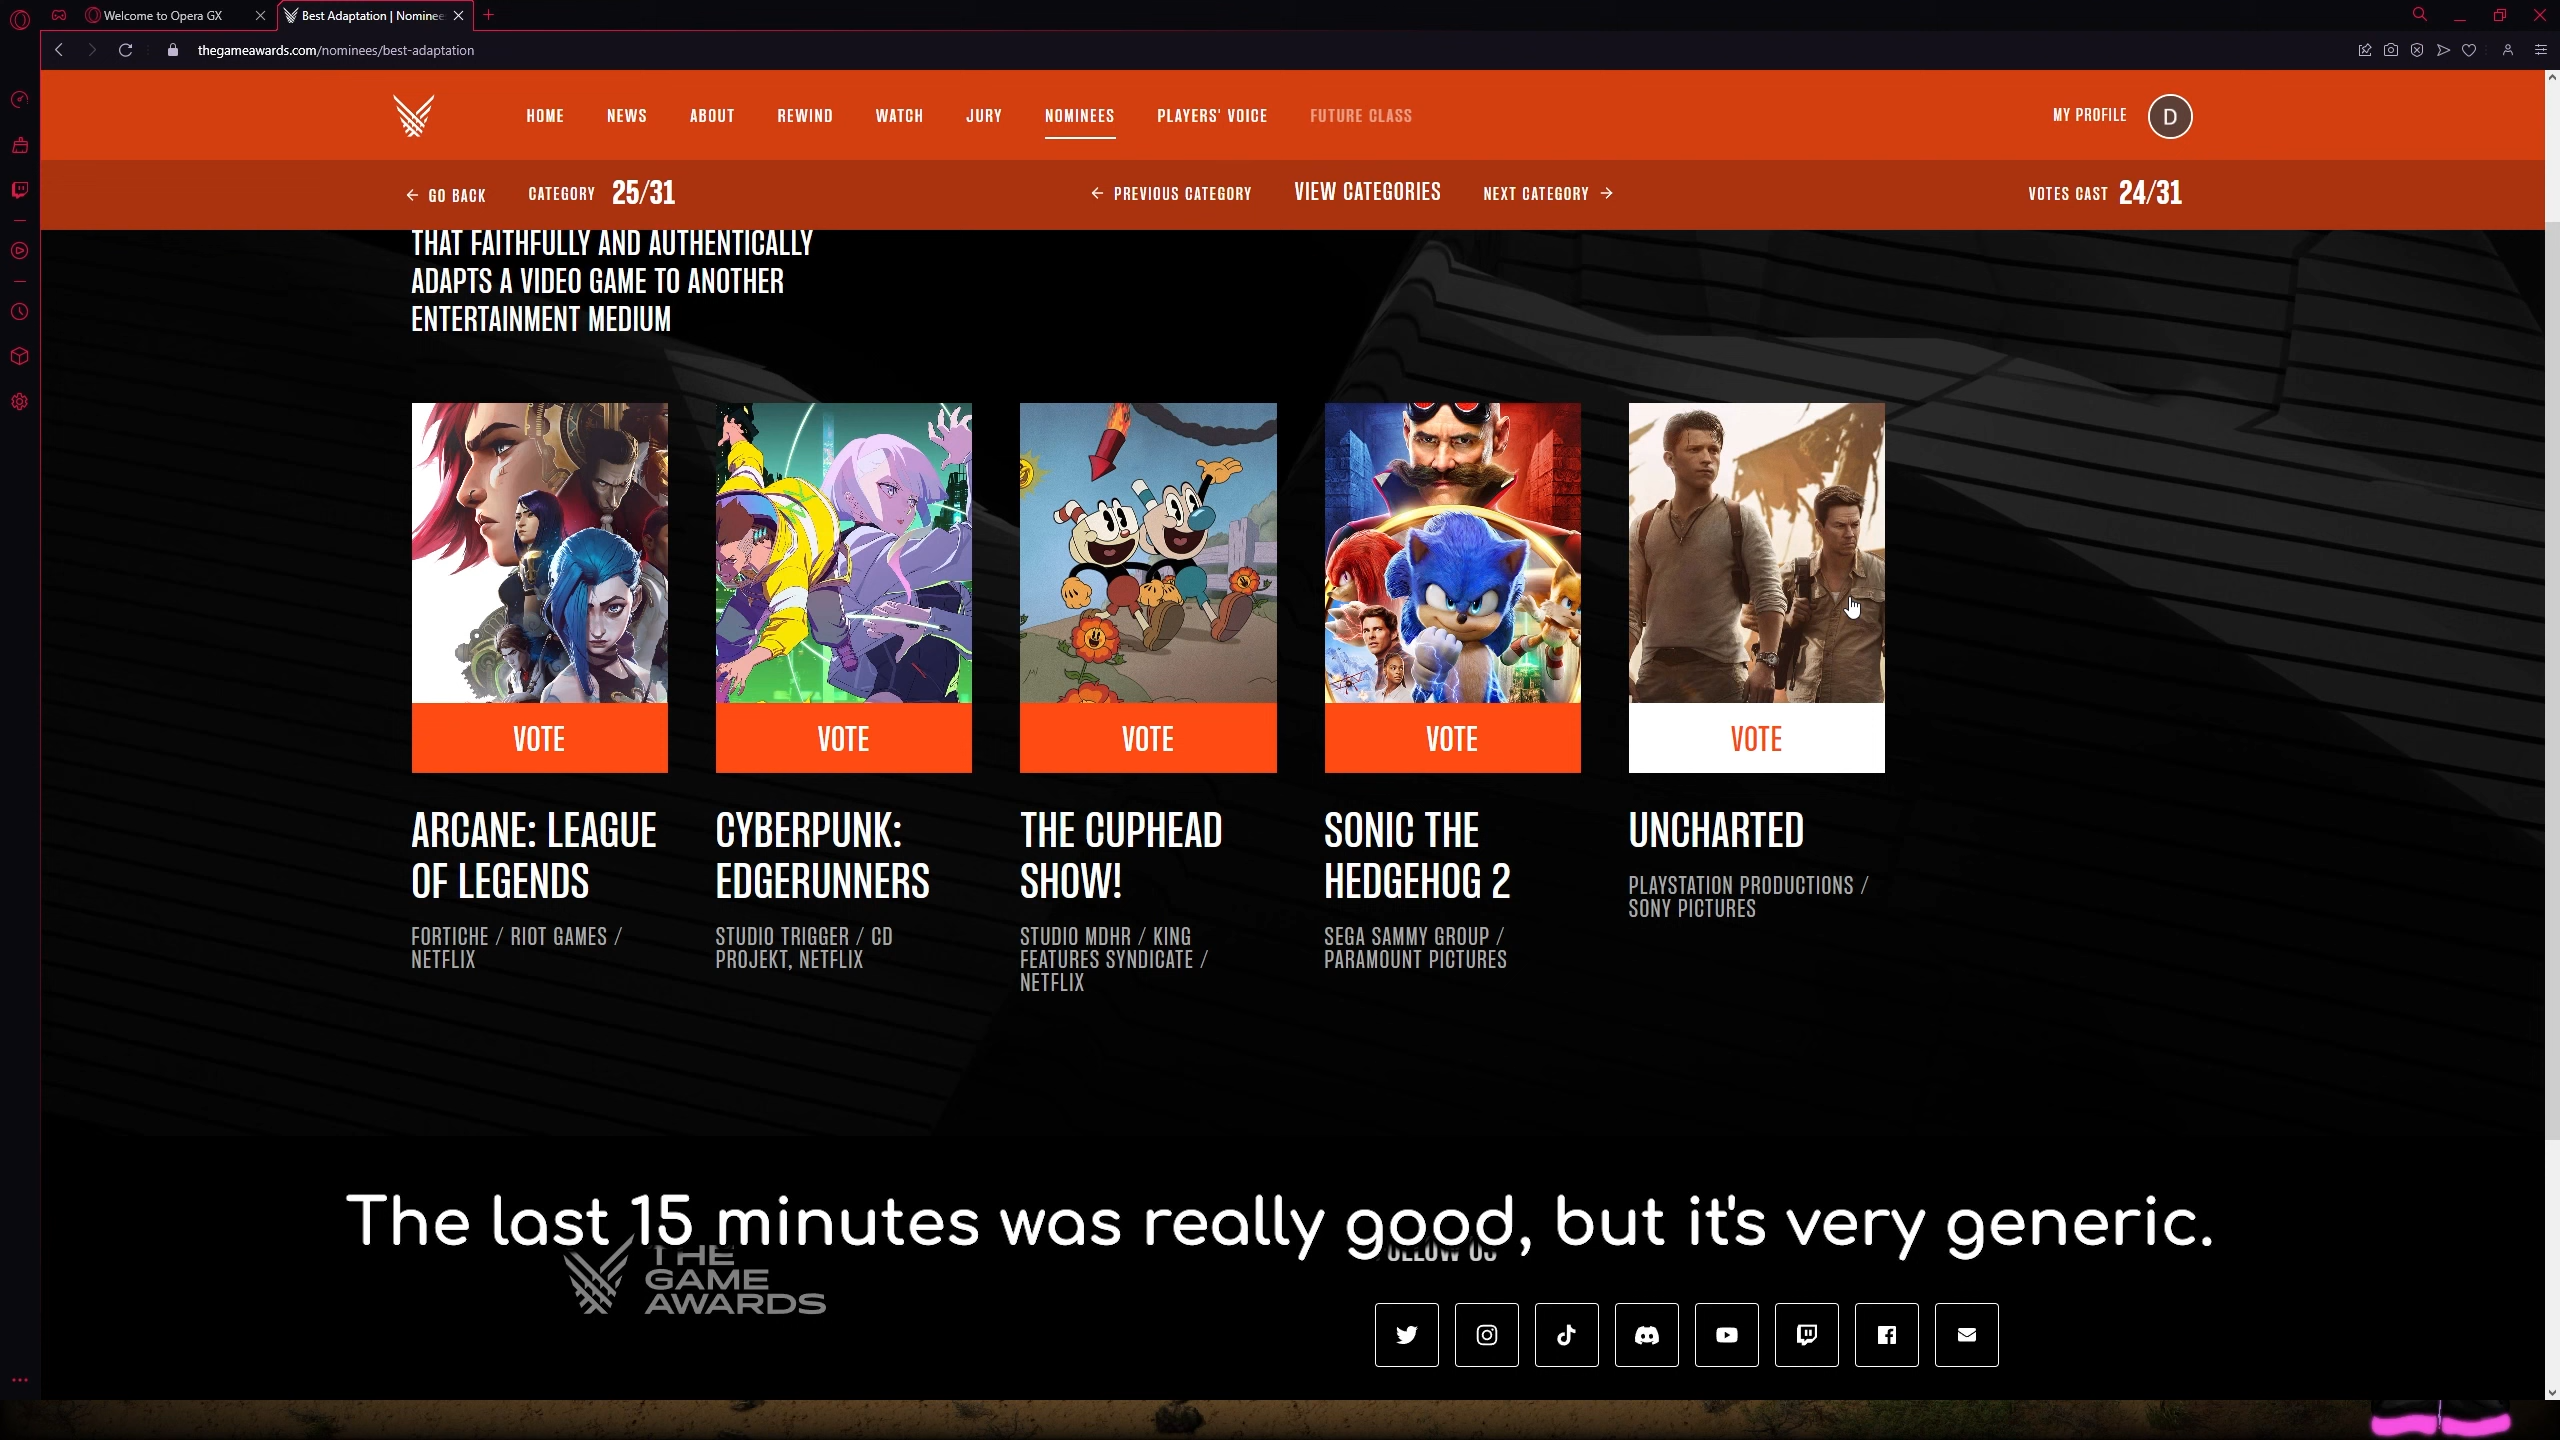 Welcome to Opera GX
Best Adaptation | Nominee
thegameawards.com/nominees/best-adaptation
HOME
NEWS
ABOUT
REWIND
WATCH
JURY
NOMINEES
PLAYERS' VOICE
FUTURE CLASS
MY PROFILE
D
GO BACK
CATEGORY 25/31
PREVIOUS CATEGORY
VIEW CATEGORIES
NEXT CATEGORY
VOTES CAST 24/31
THAT FAITHFULLY AND AUTHENTICALLY
ADAPTS A VIDEO GAME TO ANOTHER
ENTERTAINMENT MEDIUM
VOTE
VOTE
VOTE
VOTE
VOTE
ARCANE: LEAGUE
OF LEGENDS
FORTICHE / RIOT GAMES /
NETFLIX
CYBERPUNK:
EDGERUNNERS
STUDIO TRIGGER / CD
PROJEKT, NETFLIX
THE CUPHEAD
SHOW!
STUDIO MDHR / KING
FEATURES SYNDICATE /
NETFLIX
SONIC THE
HEDGEHOG 2
SEGA SAMMY GROUP /
PARAMOUNT PICTURES
UNCHARTED
PLAYSTATION PRODUCTIONS /
SONY PICTURES
The last 15 minutes was really good, but it's very generic.
THE
GAME
AWARDS
FOLLOW US